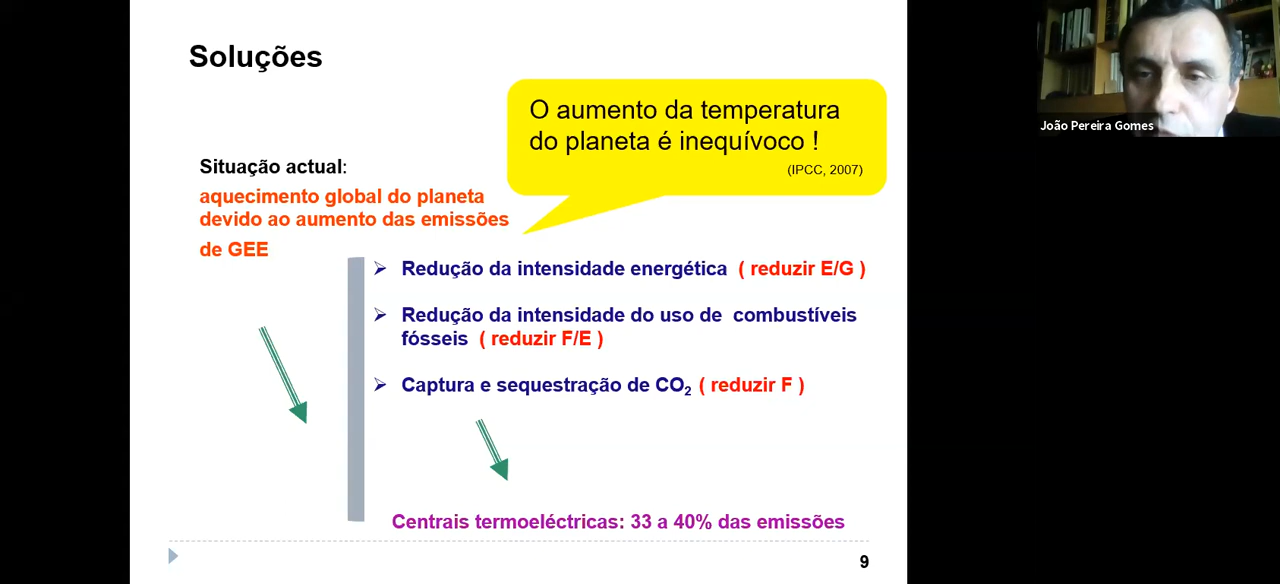 Soluções
O aumento da temperatura
do planeta é inequívoco !
(IPCC, 2007)
Situação actual:
aquecimento global do planeta
devido ao aumento das emissões
de GEE
Redução da intensidade energética ( reduzir E/G )
Redução da intensidade do uso de combustíveis
fósseis ( reduzir F/E )
Captura e sequestração de CO₂ ( reduzir F )
Centrais termoeléctricas: 33 a 40% das emissões
9
João Pereira Gomes